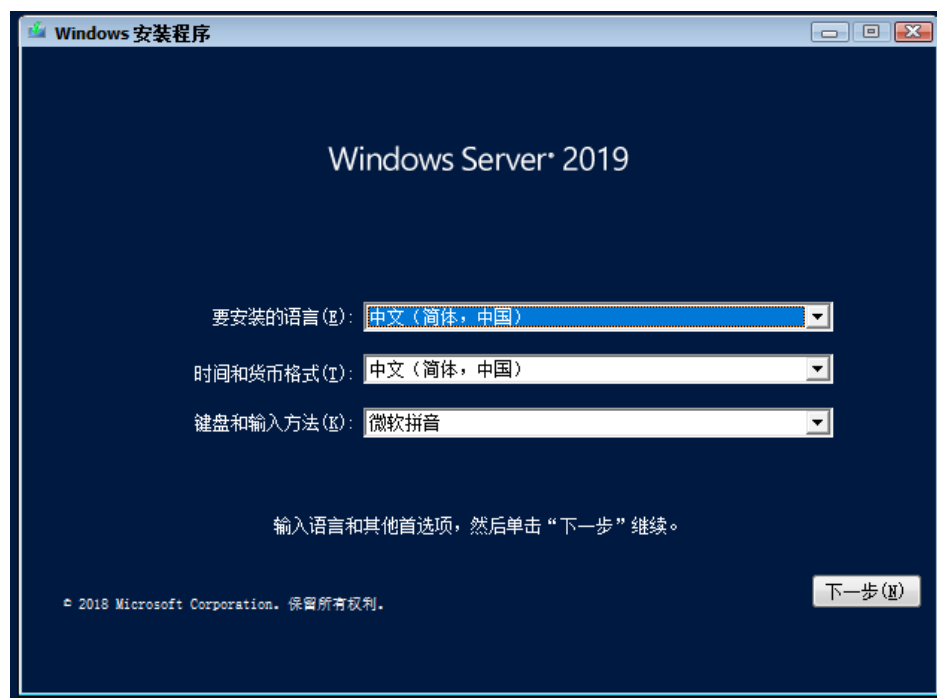 Windows 安装程序
Windows Server 2019
要安装的语言(E): 中文（简体，中国）
时间和货币格式(T): 中文（简体，中国）
键盘和输入方法(K): 微软拼音
输入语言和其他首选项，然后单击“下一步”继续。
© 2018 Microsoft Corporation. 保留所有权利.
下一步(N)